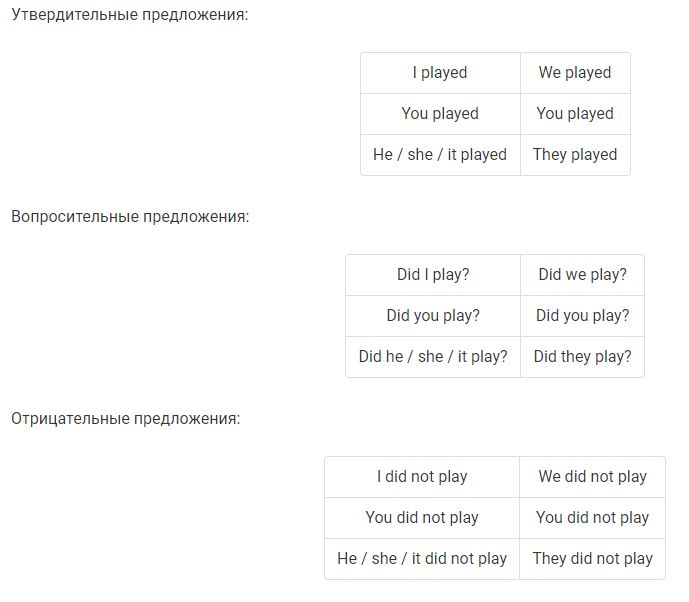 Утвердительные предложения:
I played We played
You played You played
He / she / it played They played
Вопросительные предложения:
Did I play? Did we play?
Did you play? Did you play?
Did he / she / it play? Did they play?
Отрицательные предложения:
I did not play We did not play
You did not play You did not play
He / she / it did not play They did not play